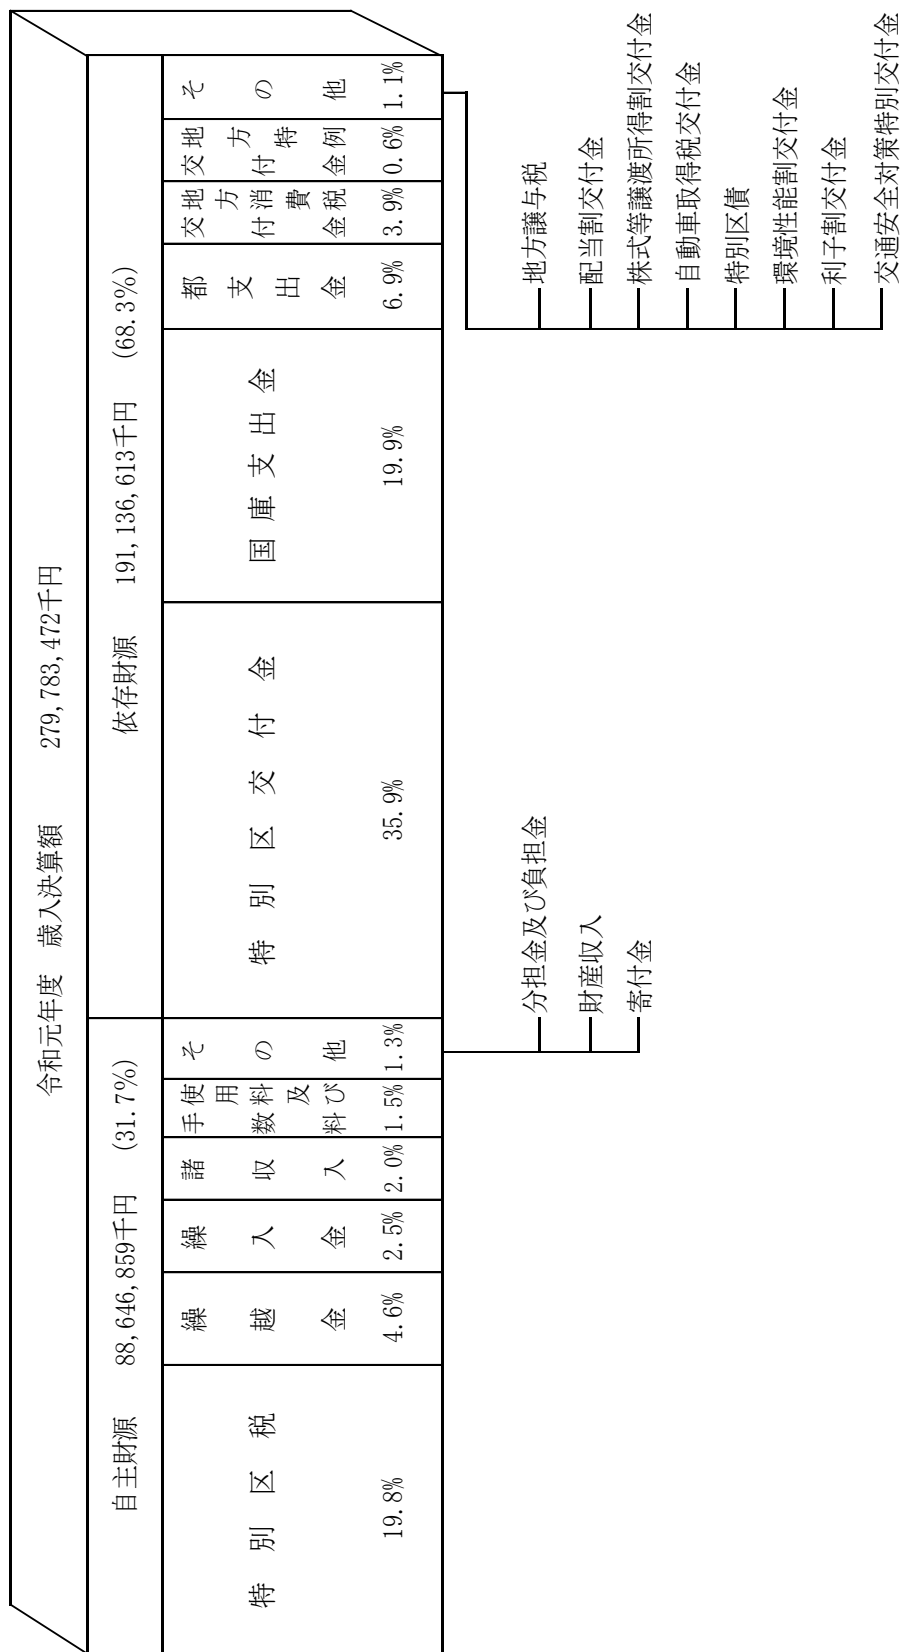 令和元年度 歳入決算額 279,783,472千円
自主財源 88,646,859千円 (31.7%)
依存財源 191,136,613千円 (68.3%)
特別区税
19.8%
繰越金
4.6%
繰入金
2.5%
諸収入
2.0%
使用料及び
手数料
1.5%
その他
1.3%
特別区交付金
35.9%
国庫支出金
19.9%
都支出金
6.9%
地方消費税
交付金
3.9%
地方特例
交付金
0.6%
その他
1.1%
分担金及び負担金
財産収入
寄付金
地方譲与税
配当割交付金
株式等譲渡所得割交付金
自動車取得税交付金
特別区債
環境性能割交付金
利子割交付金
交通安全対策特別交付金